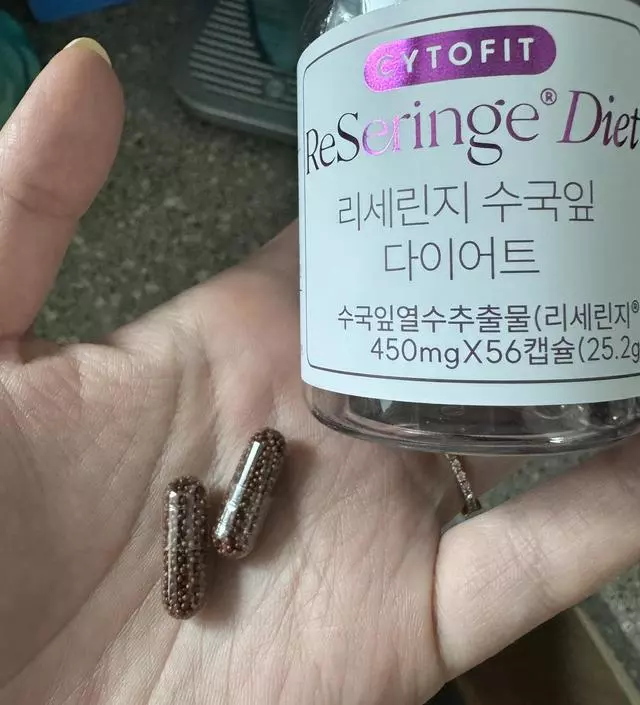 CYTOFIT
ReSeringe® Diet
리세린지 수국잎
다이어트
수국잎열수추출물(리세린지®
450mgX56캡슐(25.2g